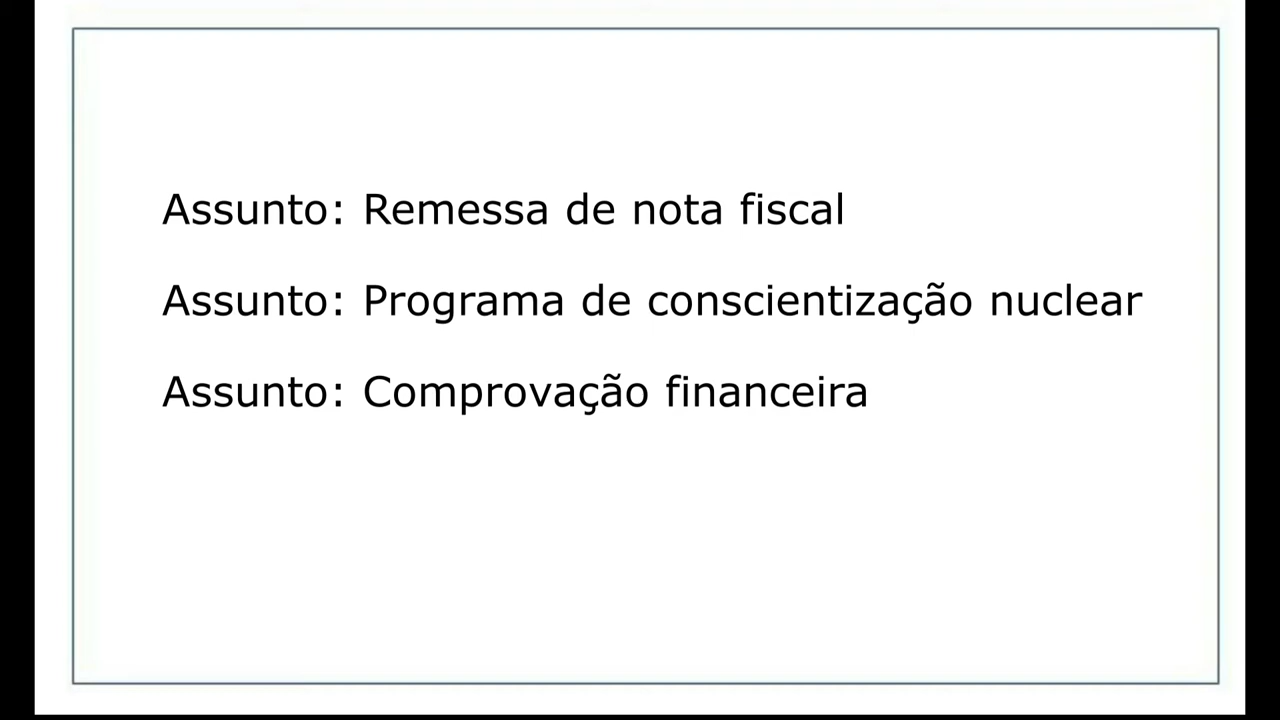 Assunto: Remessa de nota fiscal
Assunto: Programa de conscientização nuclear
Assunto: Comprovação financeira